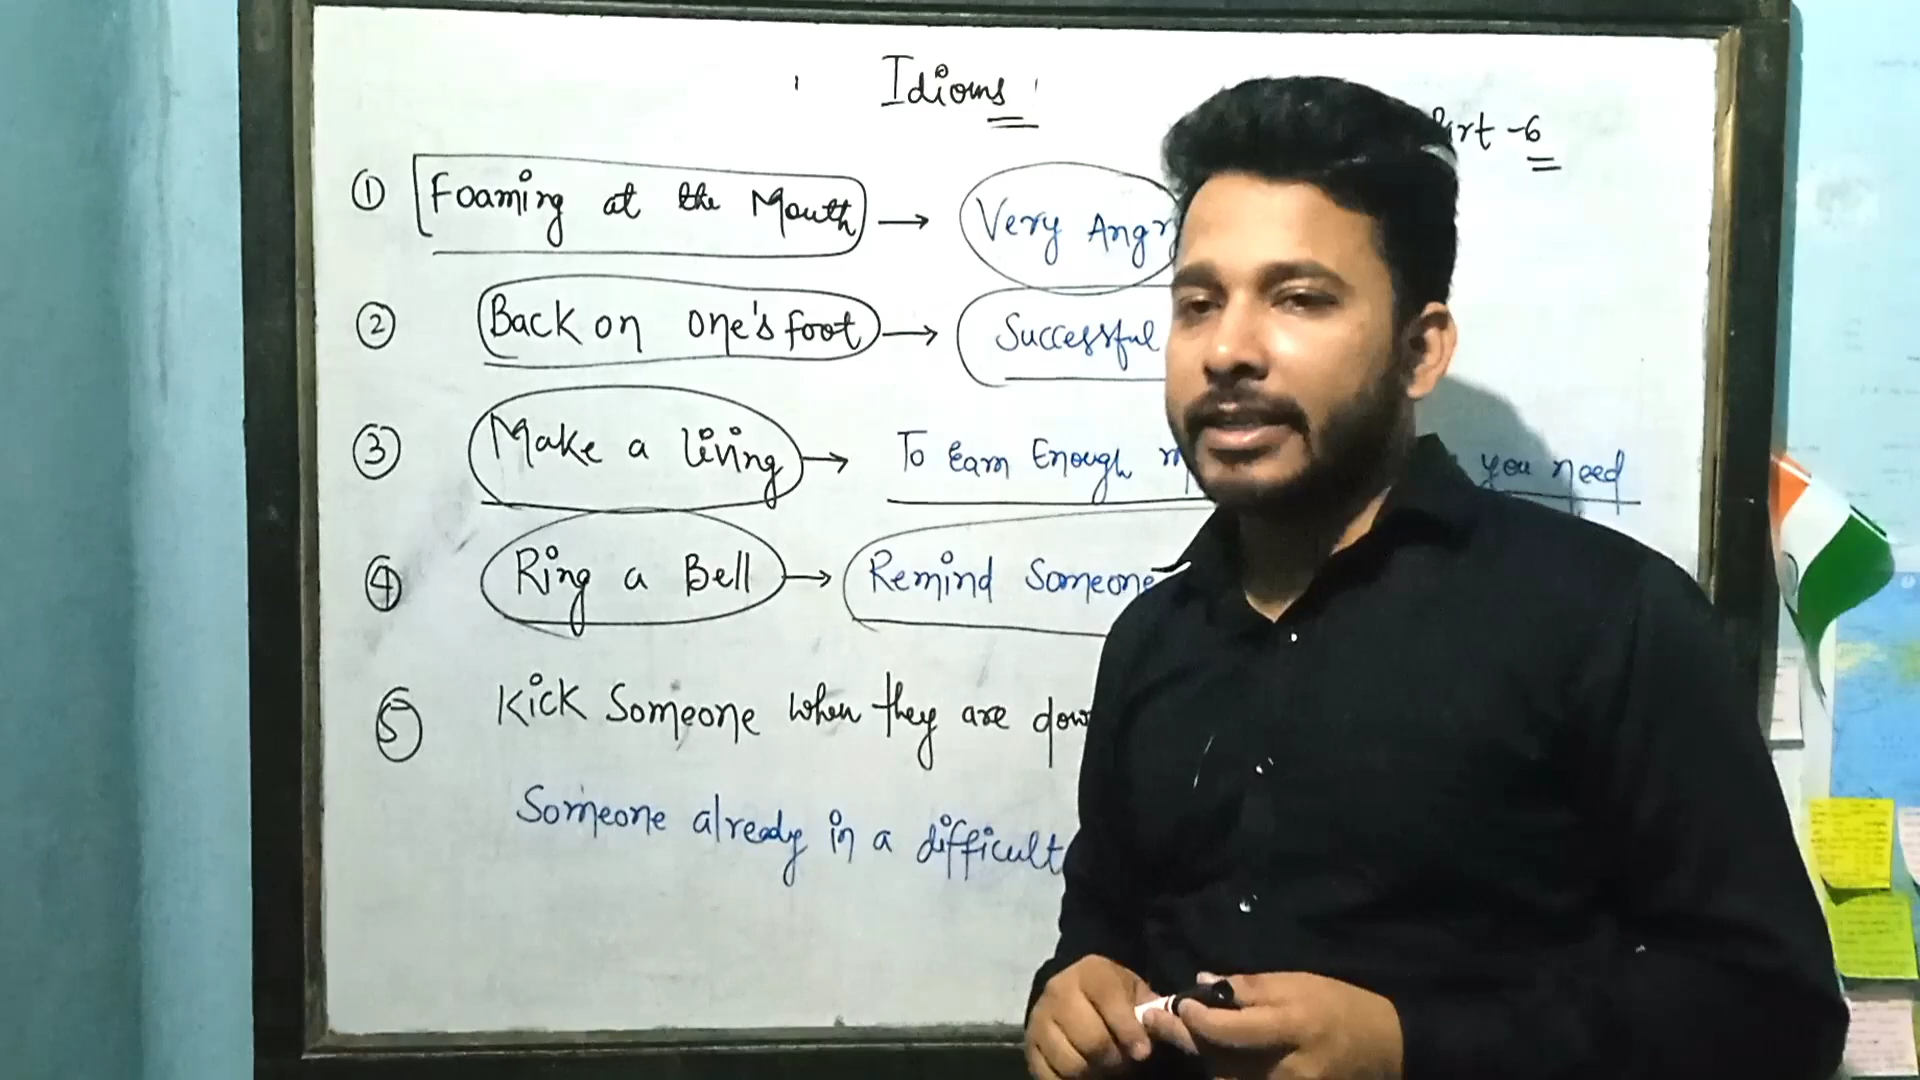 Idioms
Part -6
① Foaming at the Mouth → Very Angry
② Back on one's foot → Successful
③ Make a living → To Earn Enough you need
④ Ring a Bell → Remind Someone
⑤ Kick Someone when they are down
Someone already in a difficult